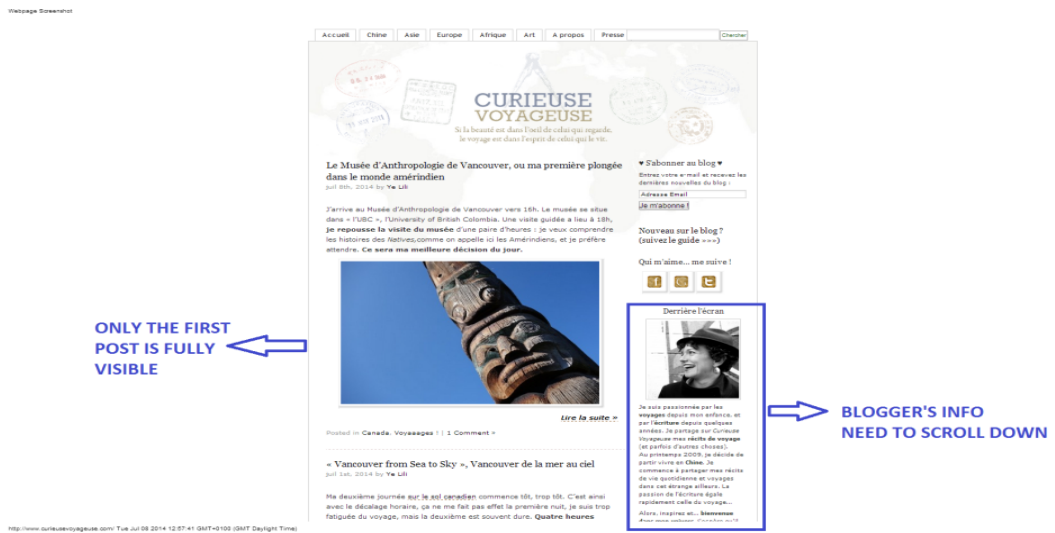 Webpage Screenshot
Accueil Chine Asie Europe Afrique Art A propos Presse Chercher
CURIEUSE
VOYAGEUSE
Si la beauté est dans l'oeil de celui qui regarde,
le voyage est dans l'esprit de celui qui le vit.
Le Musée d'Anthropologie de Vancouver, ou ma première plongée
dans le monde amérindien
juil 8th, 2014 by Ye Lili
J'arrive au Musée d'Anthropologie de Vancouver vers 16h. Le musée se situe
dans « l'UBC », l'University of British Colombia. Une visite guidée a lieu à 18h,
je repousse la visite du musée d'une paire d'heures : je veux comprendre
les histoires des Natives,comme on appelle ici les Amérindiens, et je préfère
attendre. Ce sera ma meilleure décision du jour.
Lire la suite »
Posted in Canada, Voyaaages ! | 1 Comment »
« Vancouver from Sea to Sky », Vancouver de la mer au ciel
juil 1st, 2014 by Ye Lili
Ma deuxième journée sur le sol canadien commence tôt, trop tôt. C'est ainsi
avec le décalage horaire, ça ne me fait pas effet la première nuit, je suis trop
fatiguée du voyage, mais la deuxième est souvent dure. Quatre heures
♥ S'abonner au blog ♥
Entrez votre e-mail et recevez les
dernières nouvelles du blog :
Adresse Email
Je m'abonne !
Nouveau sur le blog ?
(suivez le guide »»»)
Qui m'aime... me suive !
Derrière l'écran
Je suis passionnée par les
voyages depuis mon enfance, et
par l'écriture depuis quelques
années. Je partage sur Curieuse
Voyageuse mes récits de voyage
(et parfois d'autres choses).
Au printemps 2009, je décide de
partir vivre en Chine. Je
commence à partager mes récits
de vie quotidienne et voyages
dans cet étrange ailleurs. La
passion de l'écriture égale
rapidement celle du voyage...
Alors, inspirez et... bienvenue
ONLY THE FIRST
POST IS FULLY
VISIBLE
BLOGGER'S INFO
NEED TO SCROLL DOWN
http://www.curieusevoyageuse.com/ Tue Jul 08 2014 12:57:41 GMT+0100 (GMT Daylight Time)